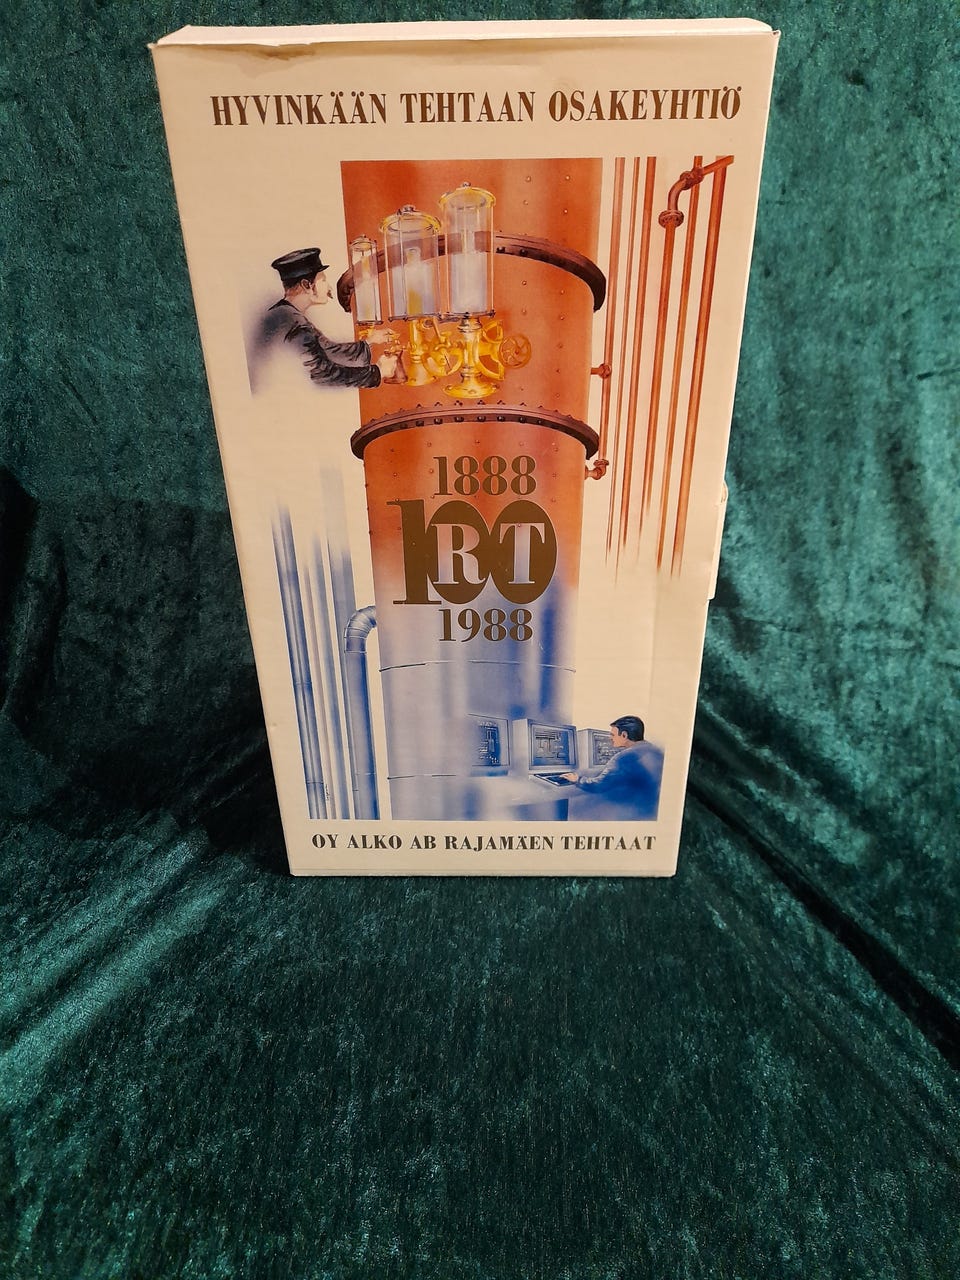 HYVINKÄÄN TEHTAAN OSAKEYHTIÖ
1888
100
RT
1988
OY ALKO AB RAJAMÄEN TEHTAAT